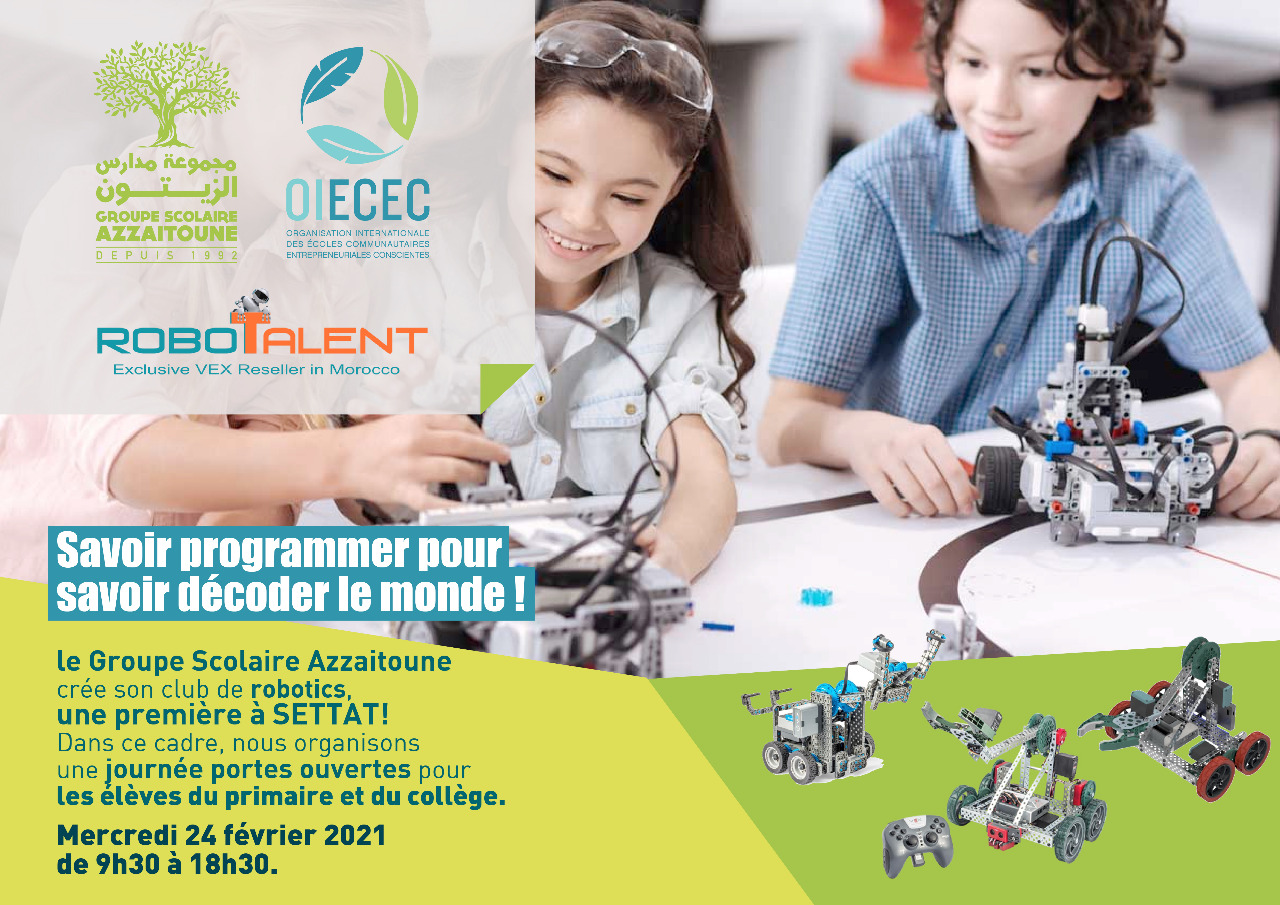 مجموعة مدارس
الزيتون
GROUPE SCOLAIRE
AZZAITOUNE
DEPUIS 1992
OIECEC
ORGANISATION INTERNATIONALE
DES ÉCOLES COMMUNAUTAIRES
ENTREPRENEURIALES CONSCIENTES
ROBOTALENT
Exclusive VEX Reseller in Morocco
Savoir programmer pour
savoir décoder le monde !
le Groupe Scolaire Azzaitoune
crée son club de robotics,
une première à SETTAT!
Dans ce cadre, nous organisons
une journée portes ouvertes pour
les élèves du primaire et du collège.
Mercredi 24 février 2021
de 9h30 à 18h30.